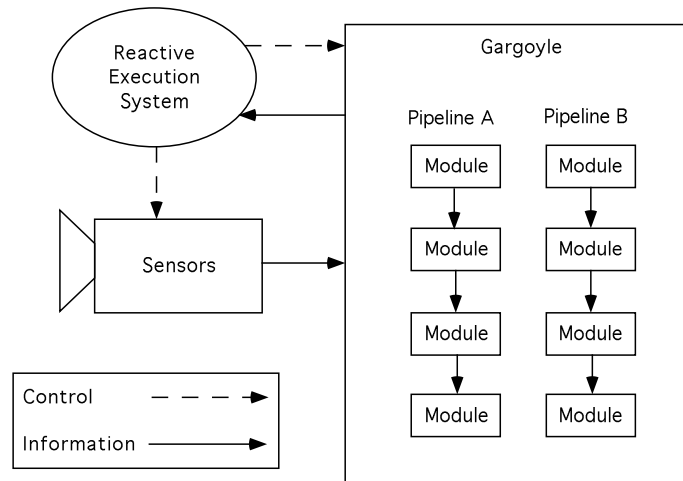 Reactive
Execution
System
Gargoyle
Pipeline A
Pipeline B
Module
Module
Module
Module
Module
Module
Module
Module
Sensors
Control
Information